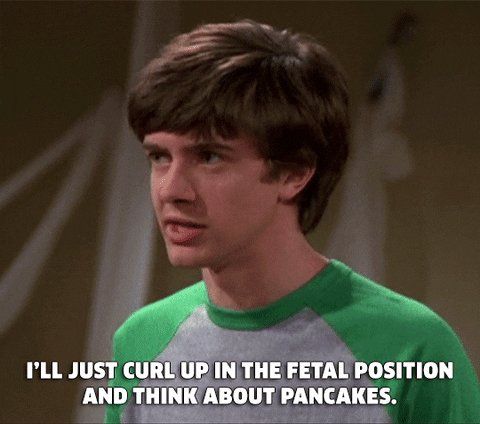 I'LL JUST CURL UP IN THE FETAL POSITION
AND THINK ABOUT PANCAKES.